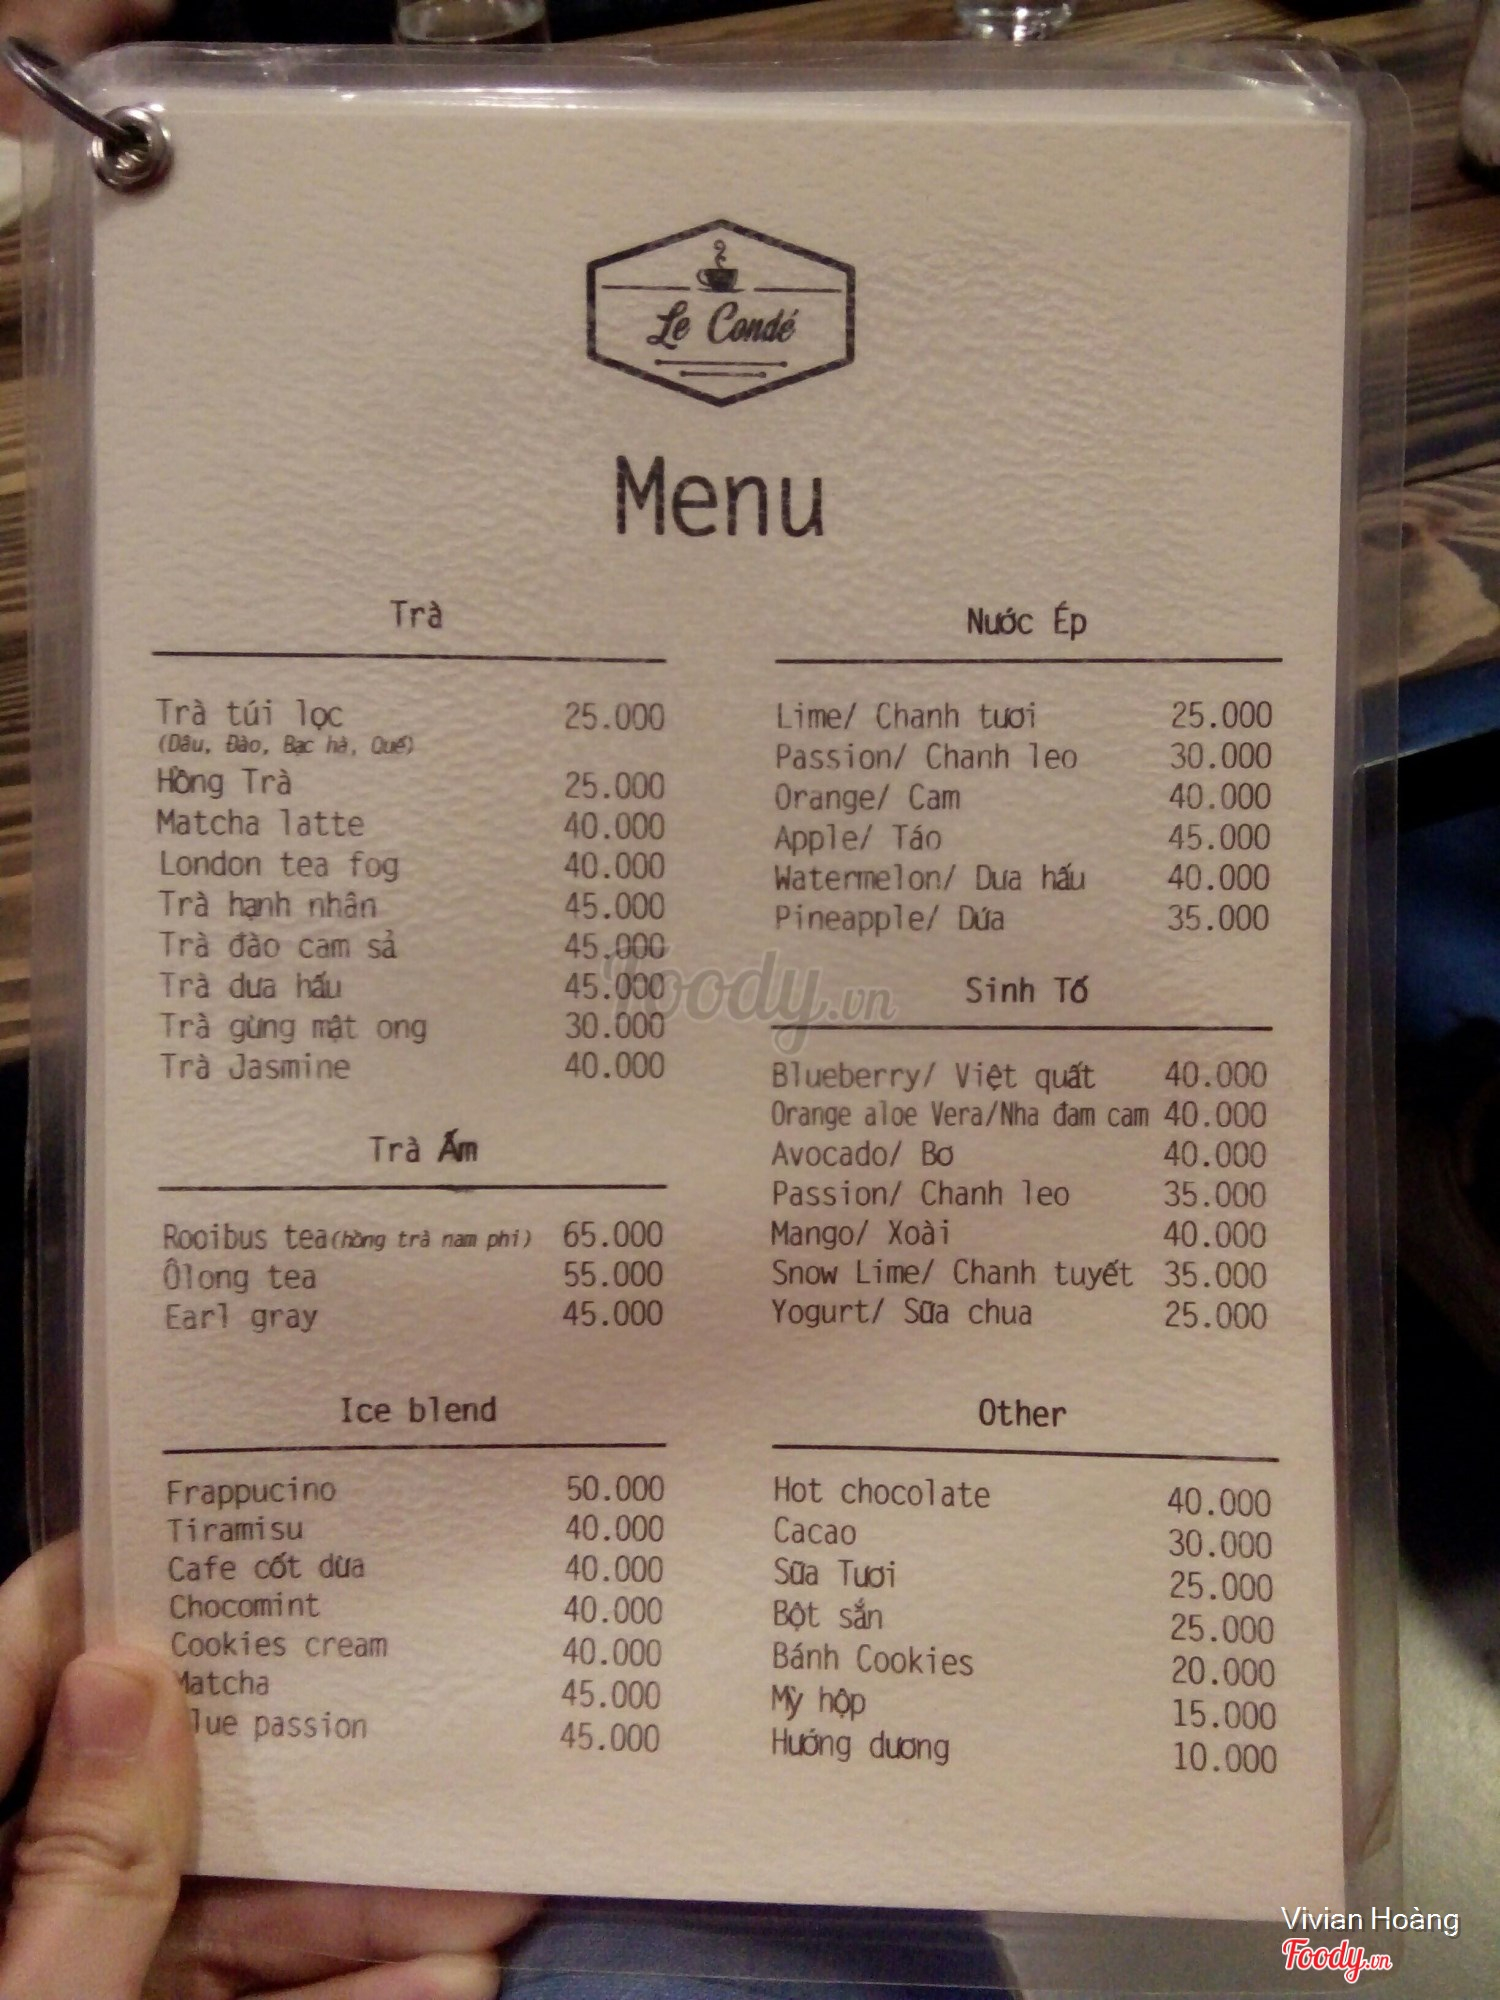 Le Condé
Menu
Trà
Trà túi lọc 25.000
(Dâu, Đào, Bạc hà, Quế)
Hồng Trà 25.000
Matcha latte 40.000
London tea fog 40.000
Trà hạnh nhân 45.000
Trà đào cam sả 45.000
Trà dưa hấu 45.000
Trà gừng mật ong 30.000
Trà Jasmine 40.000
Trà Ấm
Rooibus tea(hồng trà nam phi) 65.000
Ôlong tea 55.000
Earl gray 45.000
Ice blend
Frappucino 50.000
Tiramisu 40.000
Cafe cốt dừa 40.000
Chocomint 40.000
Cookies cream 40.000
Matcha 45.000
lue passion 45.000
Nước Ép
Lime/ Chanh tươi 25.000
Passion/ Chanh leo 30.000
Orange/ Cam 40.000
Apple/ Táo 45.000
Watermelon/ Dưa hấu 40.000
Pineapple/ Dứa 35.000
Sinh Tố
Blueberry/ Việt quất 40.000
Orange aloe Vera/Nha đam cam 40.000
Avocado/ Bơ 40.000
Passion/ Chanh leo 35.000
Mango/ Xoài 40.000
Snow Lime/ Chanh tuyết 35.000
Yogurt/ Sữa chua 25.000
Other
Hot chocolate 40.000
Cacao 30.000
Sữa Tươi 25.000
Bột sắn 25.000
Bánh Cookies 20.000
Mỳ hộp 15.000
Hướng dương 10.000
foody.vn
Vivian Hoàng
Foody.vn